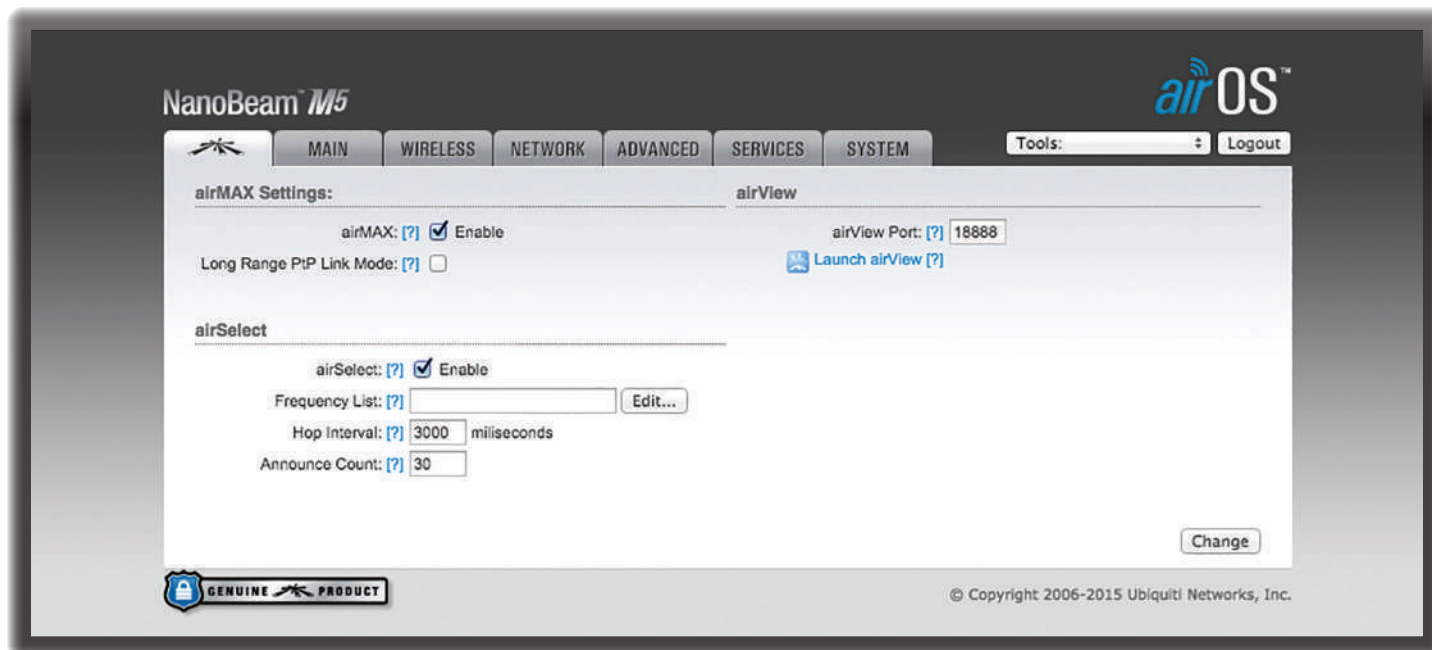 NanoBeam™ M5
airOS™
MAIN WIRELESS NETWORK ADVANCED SERVICES SYSTEM Tools: Logout
airMAX Settings:
airMAX: [?] Enable
Long Range PtP Link Mode: [?]
airView
airView Port: [?] 18888
Launch airView [?]
airSelect
airSelect: [?] Enable
Frequency List: [?] Edit...
Hop Interval: [?] 3000 miliseconds
Announce Count: [?] 30
Change
GENUINE PRODUCT
© Copyright 2006-2015 Ubiquiti Networks, Inc.